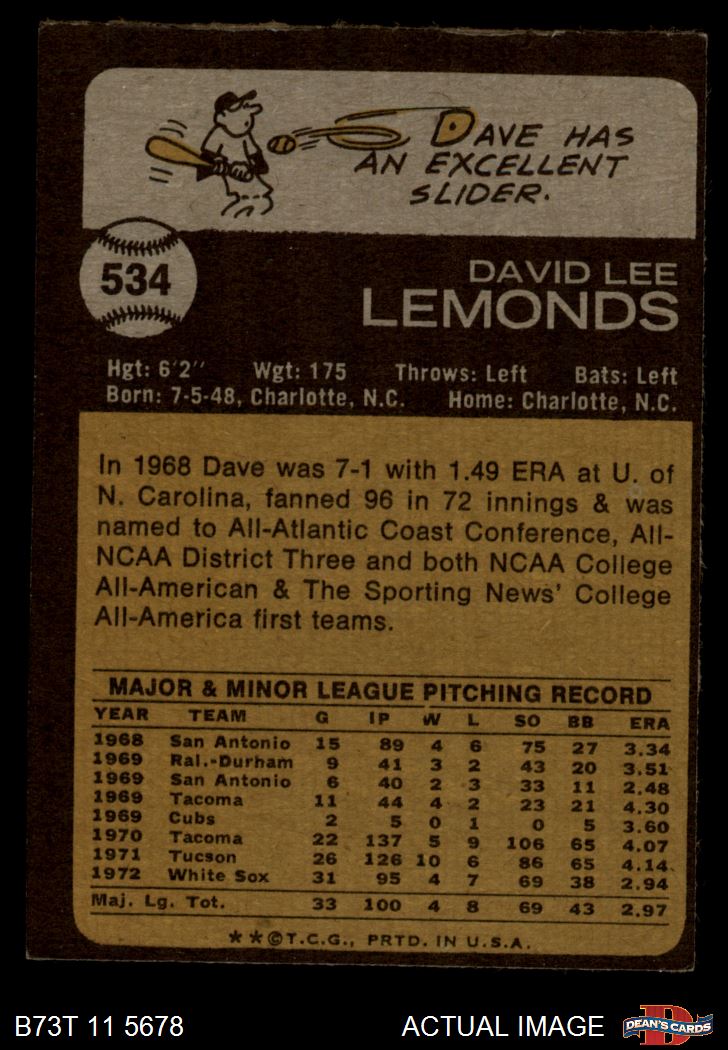 DAVE HAS
AN EXCELLENT
SLIDER.
534
DAVID LEE
LEMONDS
Hgt: 6'2" Wgt: 175 Throws: Left Bats: Left
Born: 7-5-48, Charlotte, N.C. Home: Charlotte, N.C.
In 1968 Dave was 7-1 with 1.49 ERA at U. of
N. Carolina, fanned 96 in 72 innings & was
named to All-Atlantic Coast Conference, All-
NCAA District Three and both NCAA College
All-American & The Sporting News' College
All-America first teams.
MAJOR & MINOR LEAGUE PITCHING RECORD
YEAR TEAM G IP W L SO BB ERA
1968 San Antonio 15 89 4 6 75 27 3.34
1969 Ral.-Durham 9 41 3 2 43 20 3.51
1969 San Antonio 6 40 2 3 33 11 2.48
1969 Tacoma 11 44 4 2 23 21 4.30
1969 Cubs 2 5 0 1 0 5 3.60
1970 Tacoma 22 137 5 9 106 65 4.07
1971 Tucson 26 126 10 6 86 65 4.14
1972 White Sox 31 95 4 7 69 38 2.94
Maj. Lg. Tot. 33 100 4 8 69 43 2.97
**©T.C.G., PRTD. IN U.S.A.
B73T 11 5678 ACTUAL IMAGE DEAN'S CARDS